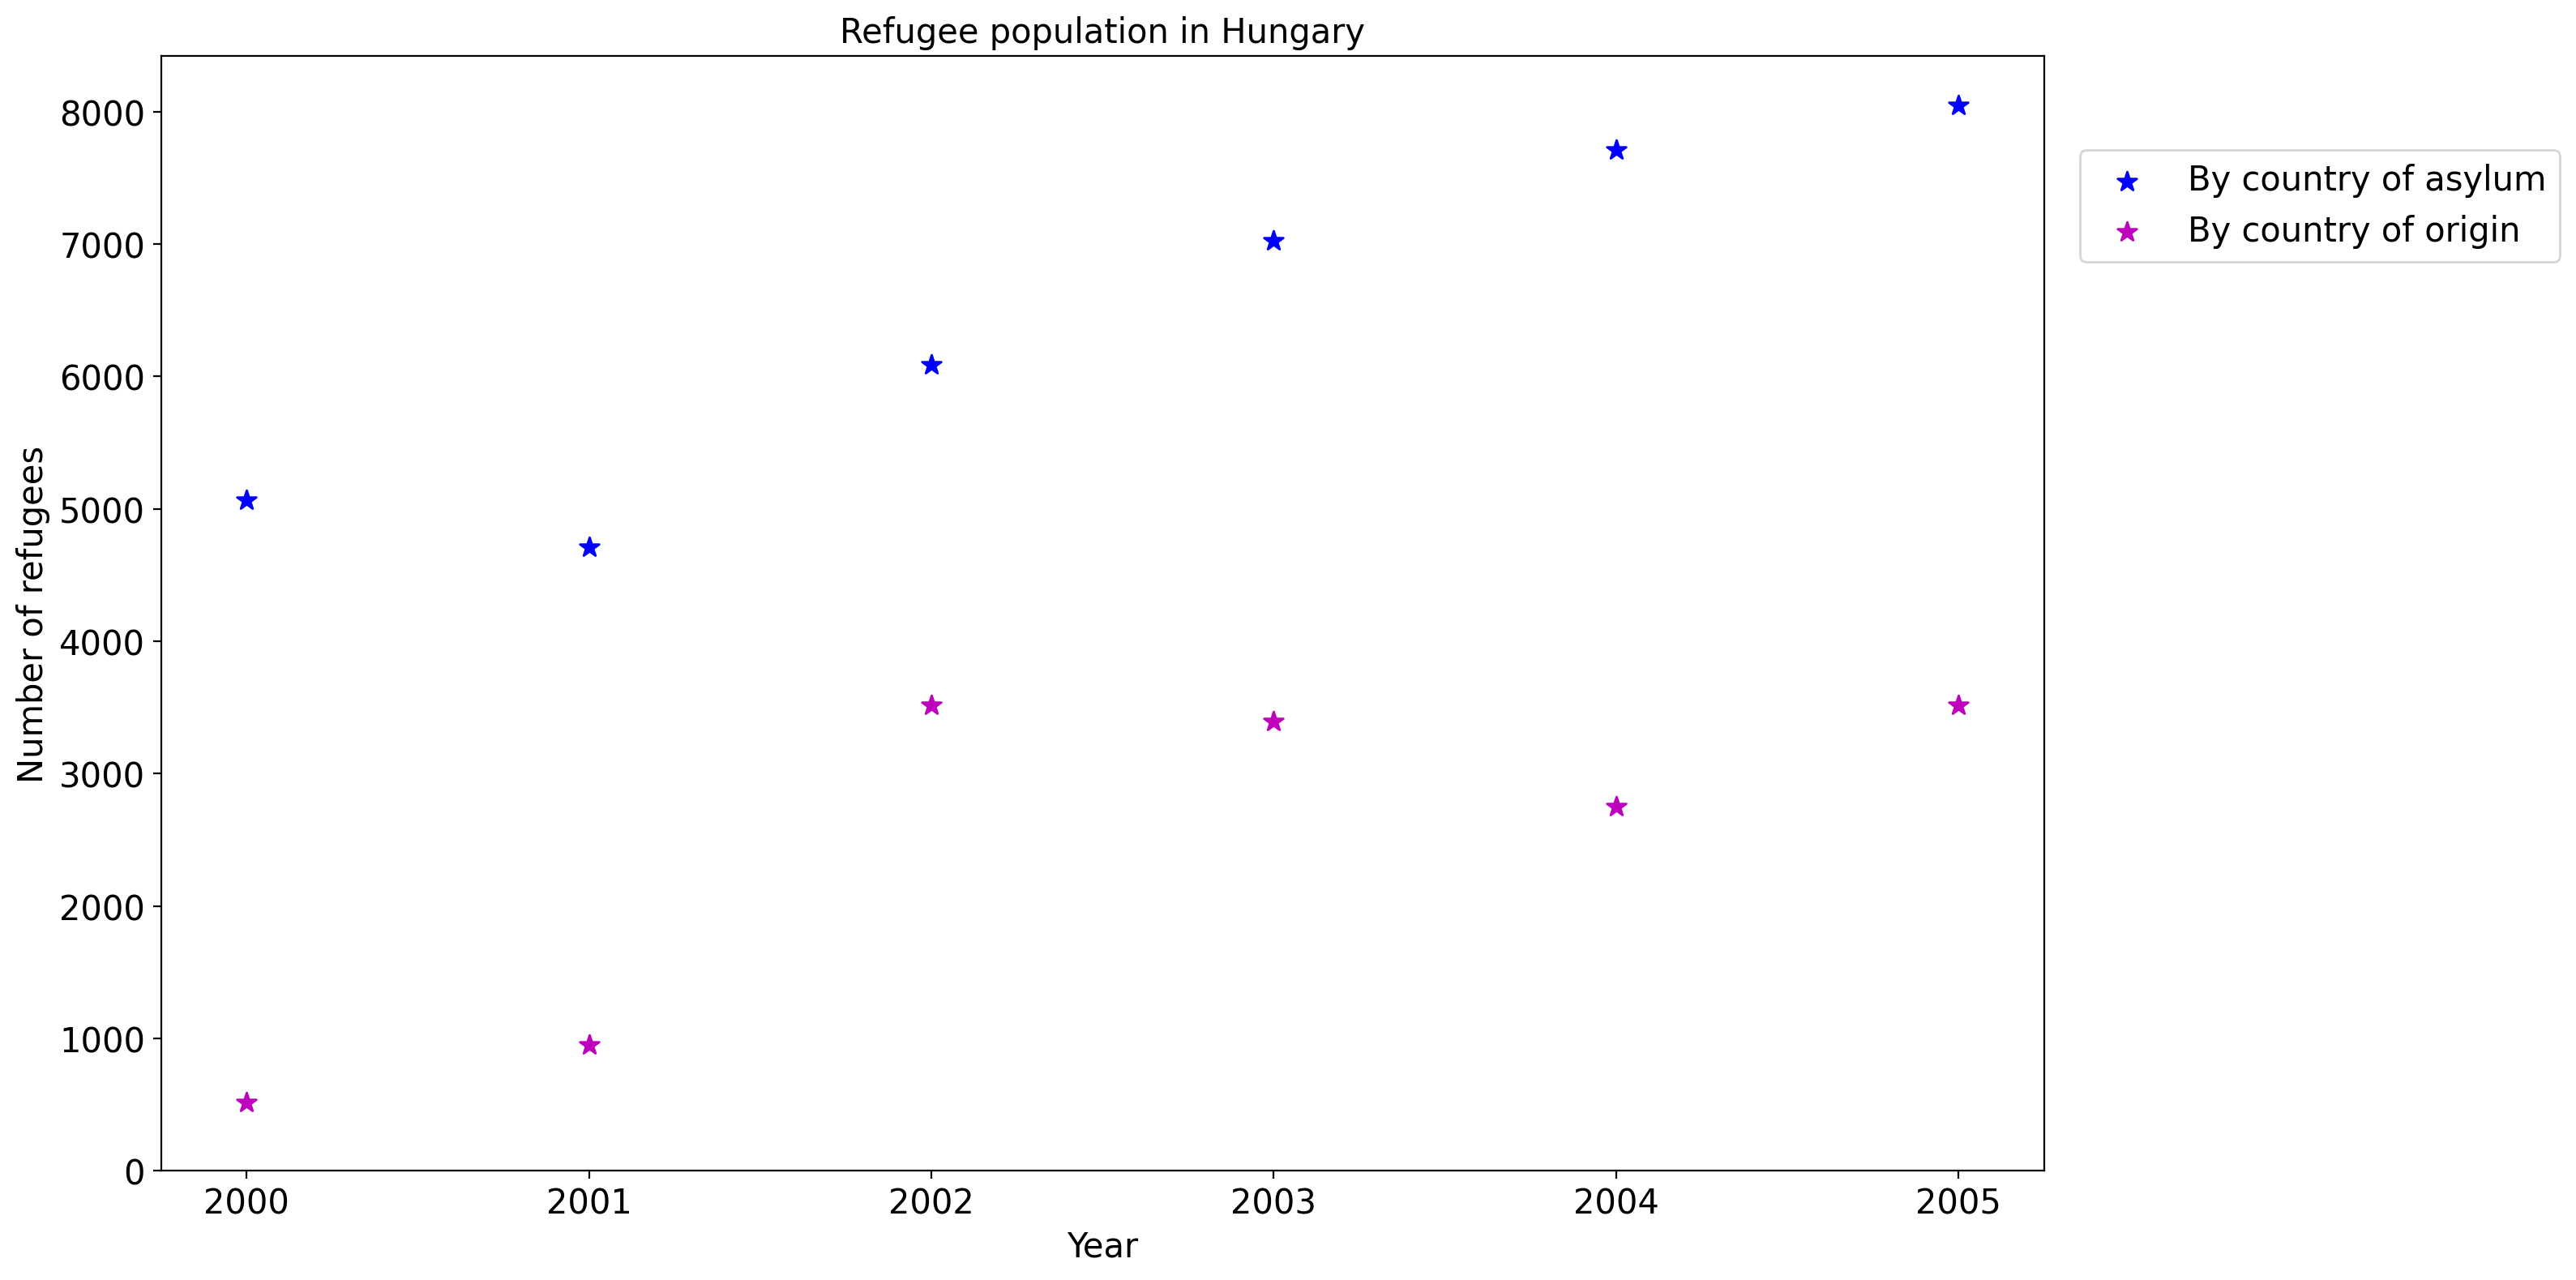 Refugee population in Hungary
8000
7000
6000
5000
4000
3000
2000
1000
0
Number of refugees
2000 2001 2002 2003 2004 2005
Year
By country of asylum
By country of origin